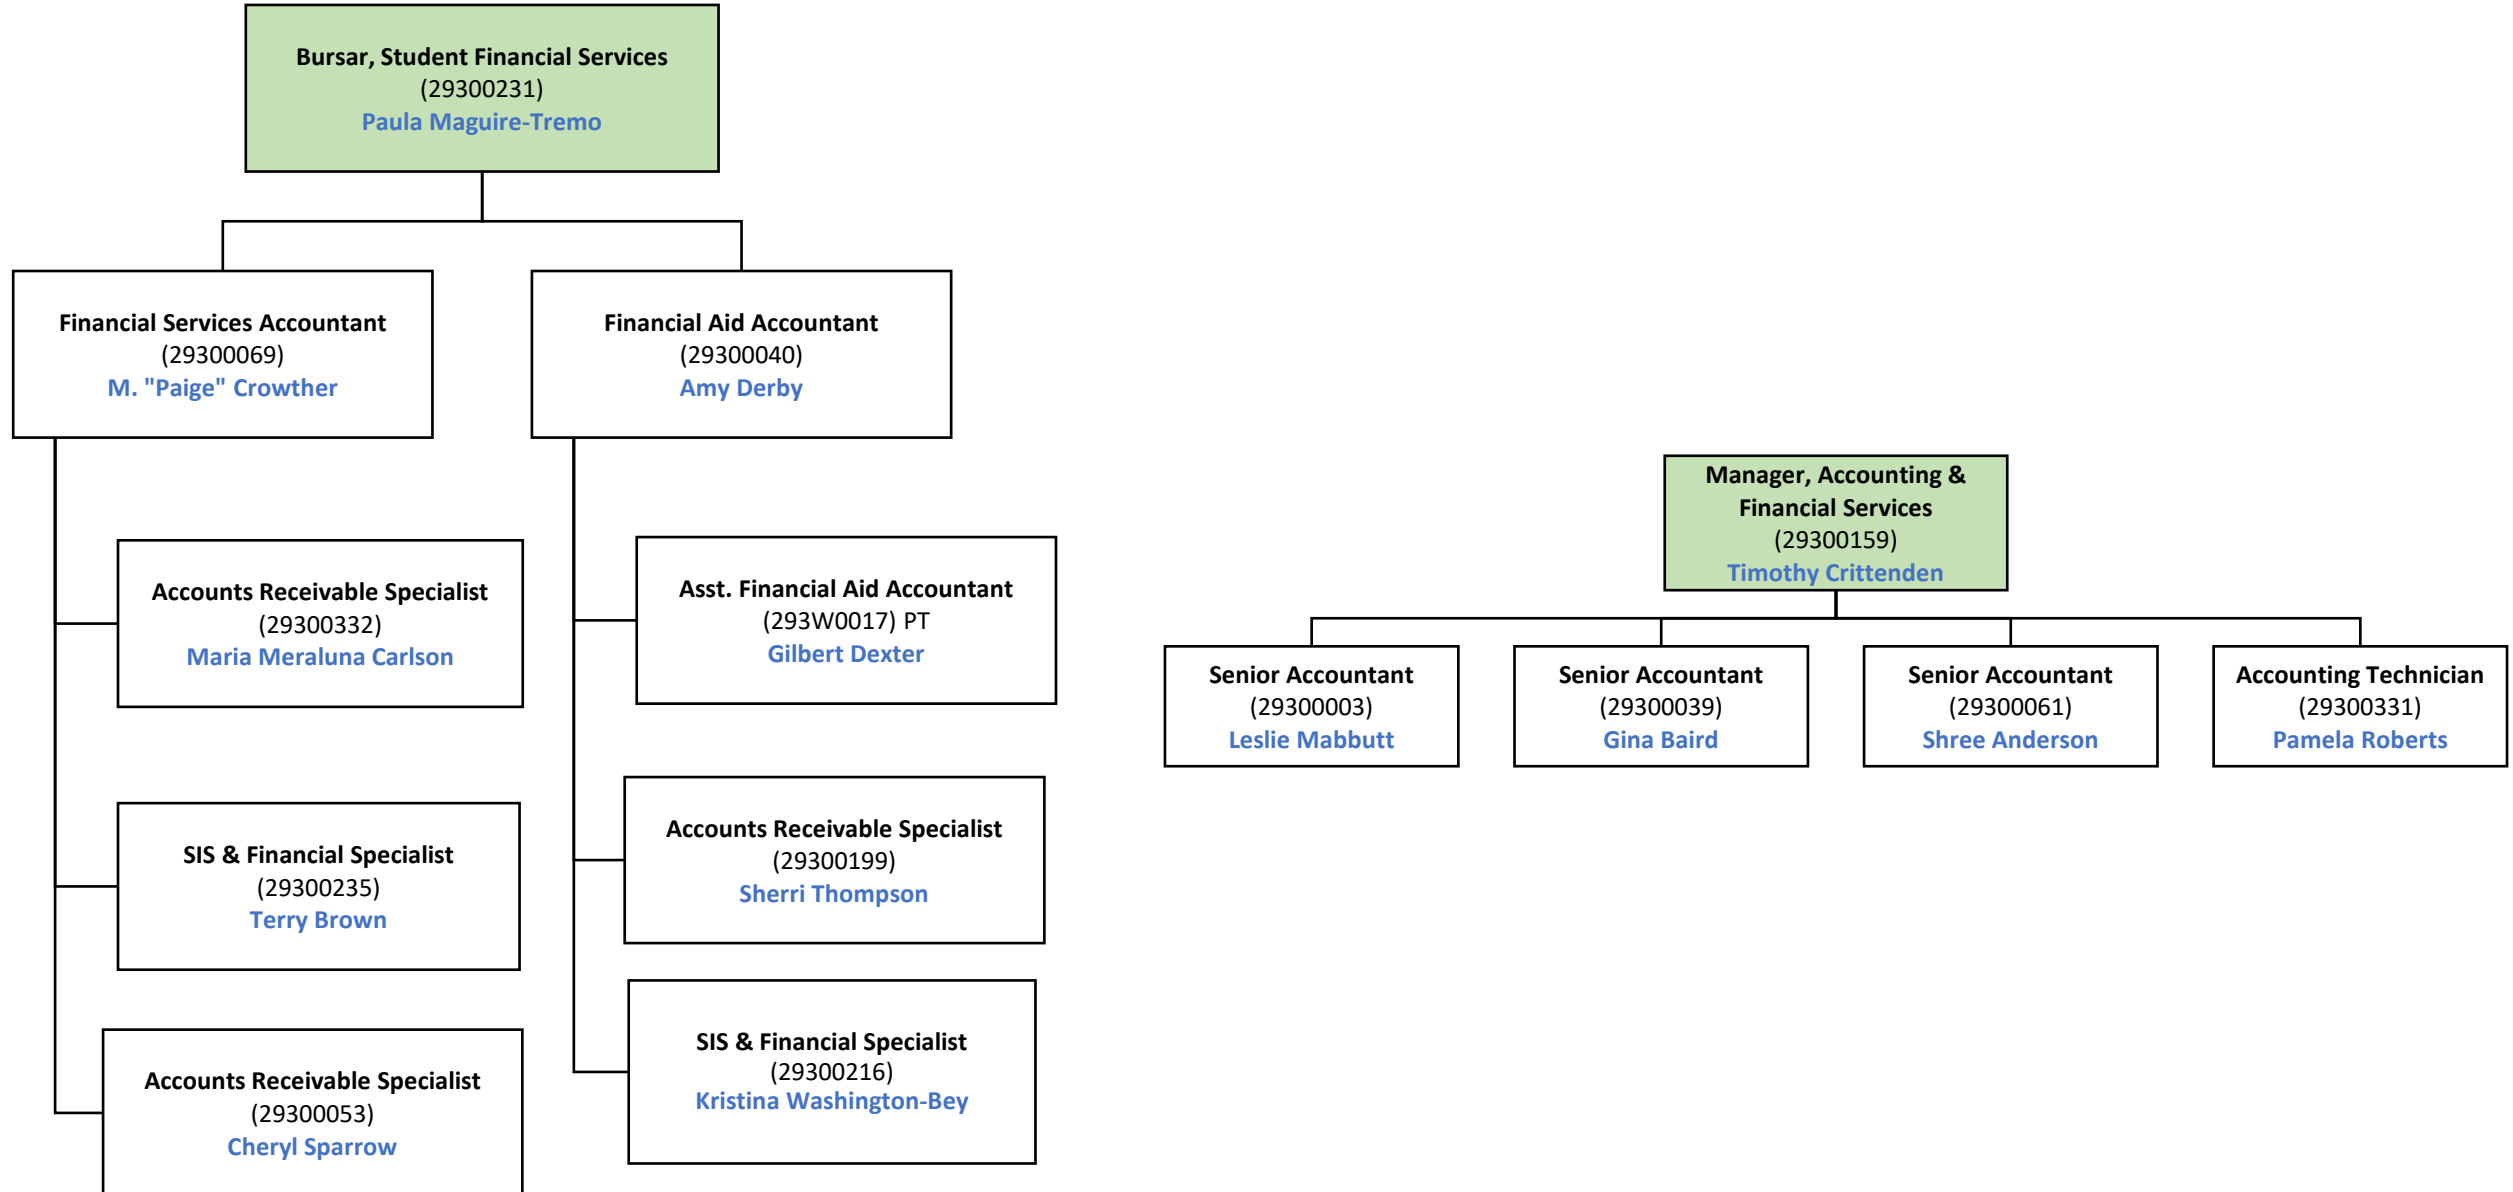 Bursar, Student Financial Services
(29300231)
Paula Maguire-Tremo
Financial Services Accountant
(29300069)
M. "Paige" Crowther
Financial Aid Accountant
(29300040)
Amy Derby
Accounts Receivable Specialist
(29300332)
Maria Meraluna Carlson
SIS & Financial Specialist
(29300235)
Terry Brown
Accounts Receivable Specialist
(29300053)
Cheryl Sparrow
Asst. Financial Aid Accountant
(293W0017) PT
Gilbert Dexter
Accounts Receivable Specialist
(29300199)
Sherri Thompson
SIS & Financial Specialist
(29300216)
Kristina Washington-Bey
Manager, Accounting &
Financial Services
(29300159)
Timothy Crittenden
Senior Accountant
(29300003)
Leslie Mabbutt
Senior Accountant
(29300039)
Gina Baird
Senior Accountant
(29300061)
Shree Anderson
Accounting Technician
(29300331)
Pamela Roberts